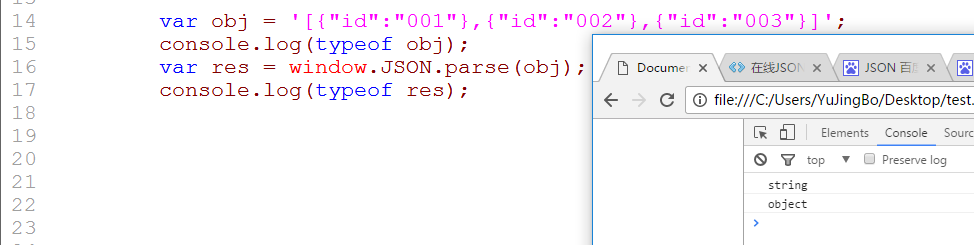 14 var obj = '[{"id":"001"},{"id":"002"},{"id":"003"}]';
15 console.log(typeof obj);
16 var res = window.JSON.parse(obj);
17 console.log(typeof res);
18
19
20
21
22
23
Documen
在线JSON
JSON 百度
file:///C:/Users/YuJingBo/Desktop/test.
Elements Console Sourc
top Preserve log
string
object